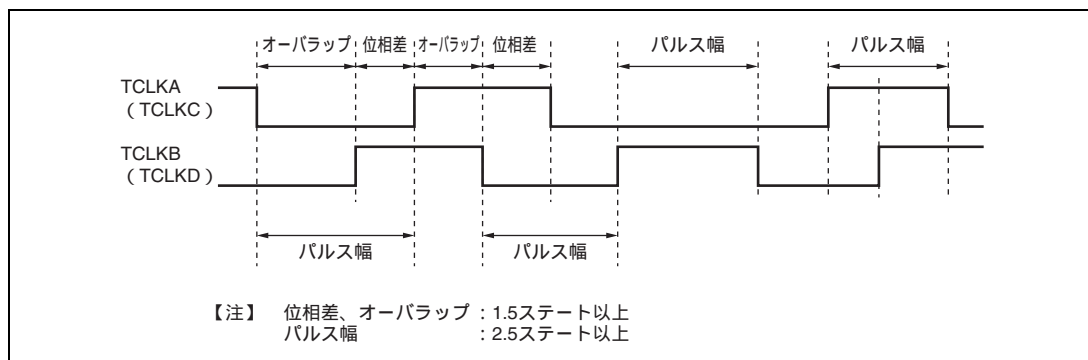 オーバラップ 位相差 オーバラップ 位相差 パルス幅 パルス幅
TCLKA
(TCLKC)
TCLKB
(TCLKD)
パルス幅 パルス幅
【注】 位相差、オーバラップ : 1.5ステート以上
パルス幅 : 2.5ステート以上